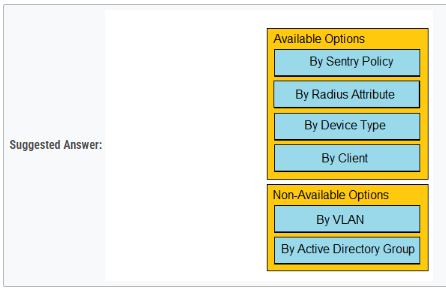 Suggested Answer:
Available Options
By Sentry Policy
By Radius Attribute
By Device Type
By Client
Non-Available Options
By VLAN
By Active Directory Group